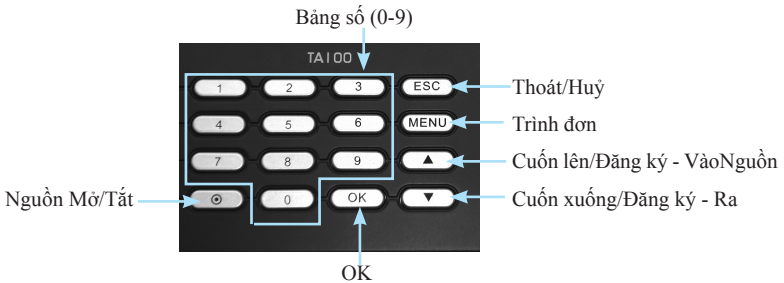 Bảng số (0-9)
TA100
1 2 3 ESC Thoát/Huỷ
4 5 6 MENU Trình đơn
7 8 9 ▲ Cuốn lên/Đăng ký - VàoNguồn
Nguồn Mở/Tắt 0 OK ▼ Cuốn xuống/Đăng ký - Ra
OK